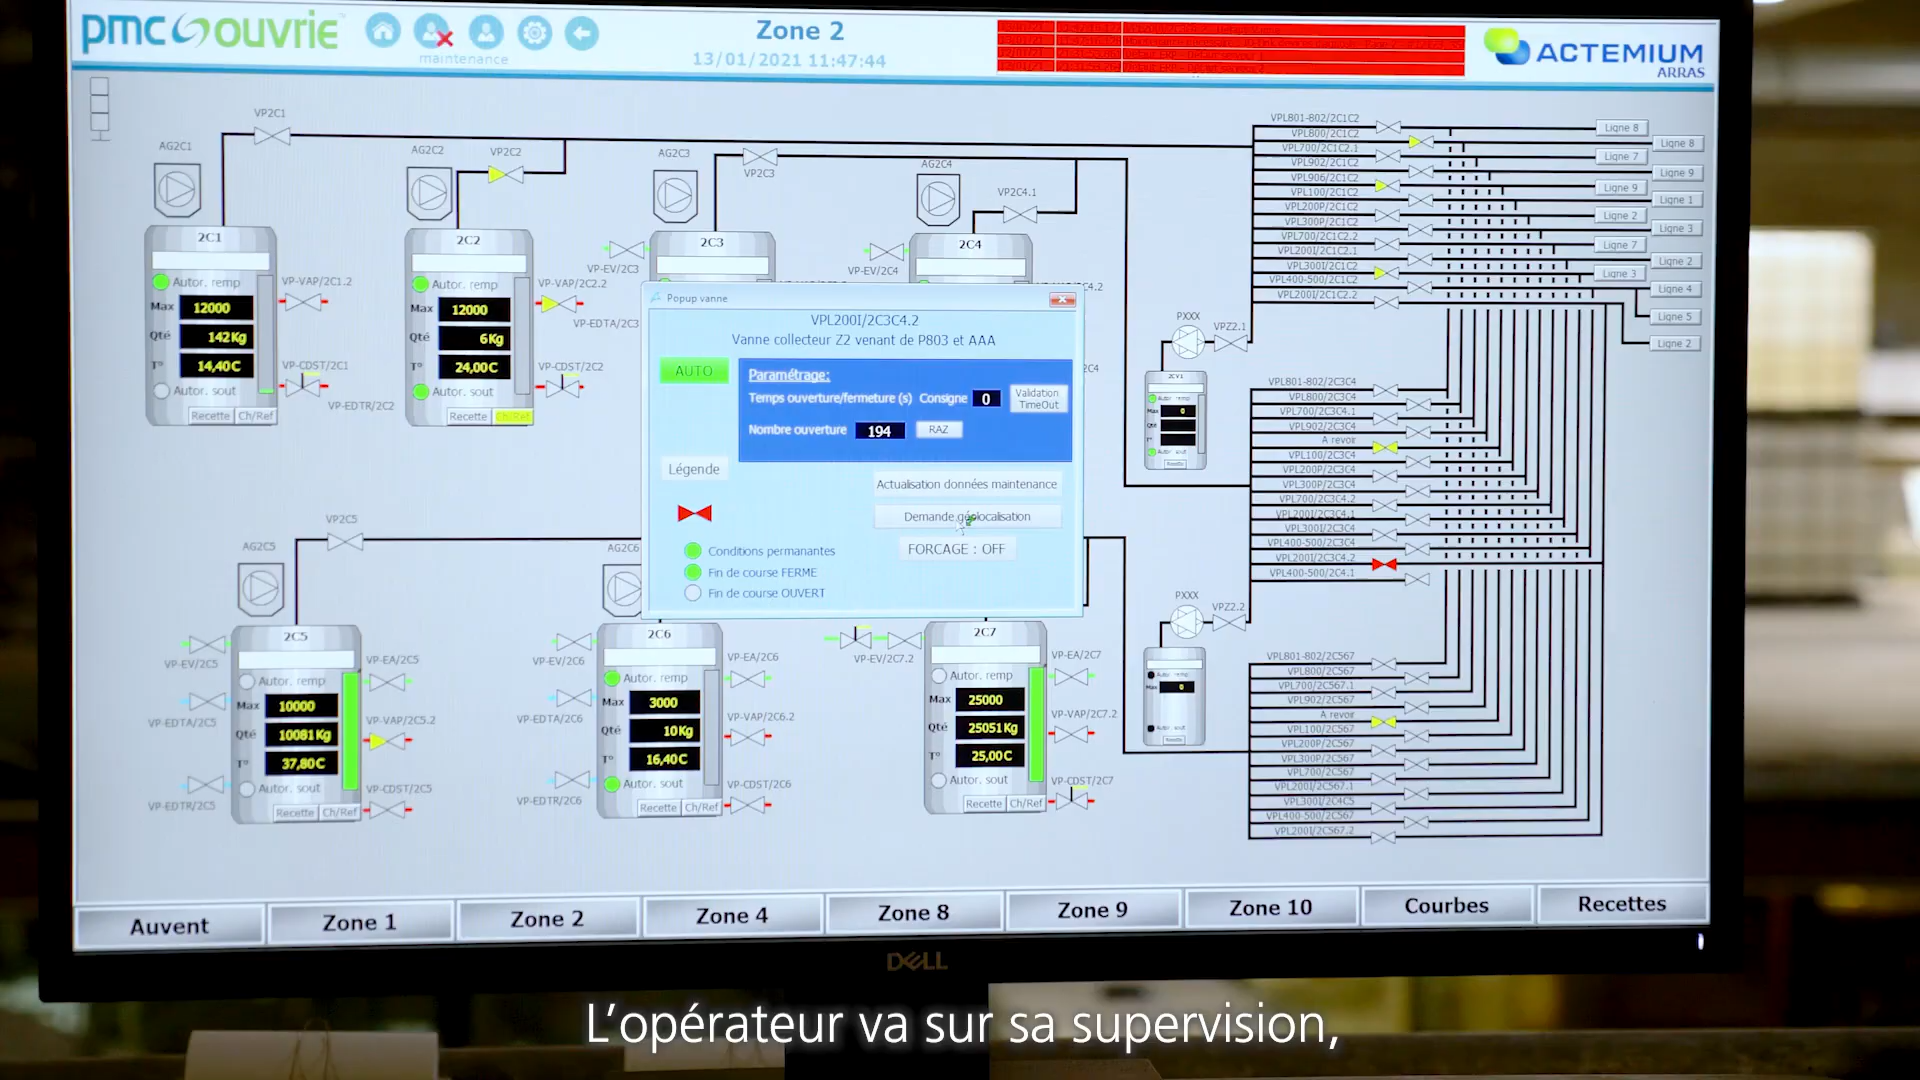 pmc ouvrie
maintenance
Zone 2
13/01/2021 11:47:44
ACTEMIUM
ARRAS
VP2C1
AG2C1
AG2C2
VP2C2
AG2C3
VP2C3
AG2C4
VP2C4.1
2C1
Autor. remp
Max 12000
Qté 142Kg
T° 14,40C
Autor. sout
Recette Ch/Ref
VP-VAP/2C1.2
VP-CDST/2C1
VP-EDTR/2C2
2C2
Autor. remp
Max 12000
Qté 6Kg
T° 24,00C
Autor. sout
Recette Ch/Ref
VP-VAP/2C2.2
VP-EDTA/2C3
VP-CDST/2C2
VP-EV/2C3
2C3
VP-EV/2C4
2C4
Popup vanne
VPL200I/2C3C4.2
Vanne collecteur Z2 venant de P803 et AAA
AUTO
Paramétrage:
Temps ouverture/fermeture (s) Consigne 0
Validation
TimeOut
Nombre ouverture 194 RAZ
Légende
Actualisation données maintenance
Demande géolocalisation
FORCAGE : OFF
Conditions permanantes
Fin de course FERME
Fin de course OUVERT
VPL801-802/2C1C2
VPL800/2C1C2
VPL700/2C1C2.1
VPL902/2C1C2
VPL906/2C1C2
VPL100/2C1C2
VPL200P/2C1C2
VPL300P/2C1C2
VPL700/2C1C2.2
VPL200I/2C1C2.1
VPL300I/2C1C2
VPL400-500/2C1C2
VPL200I/2C1C2.2
Ligne 8
Ligne 8
Ligne 7
Ligne 9
Ligne 9
Ligne 1
Ligne 2
Ligne 3
Ligne 7
Ligne 2
Ligne 3
Ligne 4
Ligne 5
Ligne 2
PXXX
VPZ2.1
2CV1
Max 0
VPL801-802/2C3C4
VPL800/2C3C4
VPL700/2C3C4.1
VPL902/2C3C4
A revoir
VPL100/2C3C4
VPL200P/2C3C4
VPL300P/2C3C4
VPL700/2C3C4.2
VPL200I/2C3C4.1
VPL300I/2C3C4
VPL400-500/2C3C4
VPL200I/2C3C4.2
VPL400-500/2C4.1
PXXX
VPZ2.2
Max 0
VPL801-802/2C567
VPL800/2C567
VPL700/2C567.1
VPL902/2C567
A revoir
VPL100/2C567
VPL200P/2C567
VPL300P/2C567
VPL700/2C567
VPL200I/2C567.1
VPL300I/2C4C5
VPL400-500/2C567
VPL200I/2C567.2
VP2C5
AG2C5
AG2C6
VP-EV/2C5
VP-EDTA/2C5
VP-EDTR/2C5
2C5
Autor. remp
Max 10000
Qté 10081Kg
T° 37,80C
Autor. sout
Recette Ch/Ref
VP-EA/2C5
VP-VAP/2C5.2
VP-CDST/2C5
VP-EV/2C6
VP-EDTA/2C6
VP-EDTR/2C6
2C6
Autor. remp
Max 3000
Qté 10Kg
T° 16,40C
Autor. sout
Recette Ch/Ref
VP-EA/2C6
VP-VAP/2C6.2
VP-CDST/2C6
VP-EV/2C7.2
2C7
Autor. remp
Max 25000
Qté 25051Kg
T° 25,00C
Autor. sout
Recette Ch/Ref
VP-EA/2C7
VP-VAP/2C7.2
VP-CDST/2C7
Auvent
Zone 1
Zone 2
Zone 4
Zone 8
Zone 9
Zone 10
Courbes
Recettes
DELL
L'opérateur va sur sa supervision,